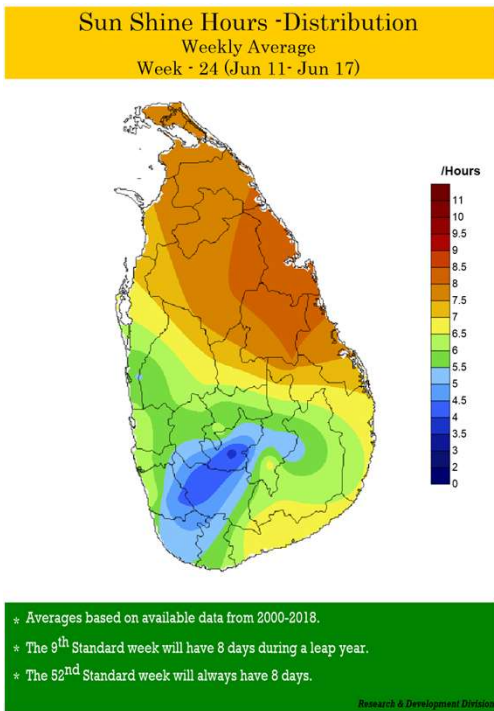 Sun Shine Hours -Distribution
Weekly Average
Week - 24 (Jun 11- Jun 17)
/Hours
11
10
9.5
9
8.5
8
7.5
7
6.5
6
5.5
5
4.5
4
3.5
3
2
0
* Averages based on available data from 2000-2018.
* The 9th Standard week will have 8 days during a leap year.
* The 52nd Standard week will always have 8 days.
Research & Development Division